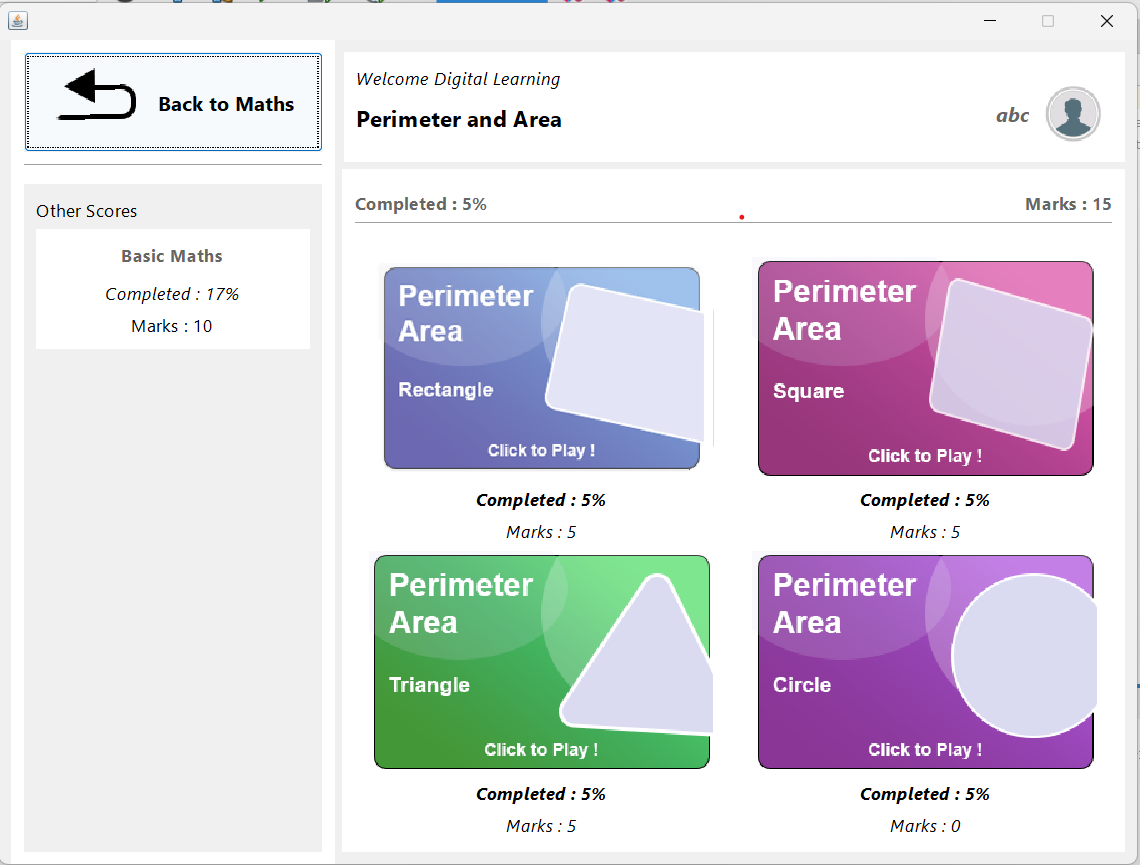 Back to Maths
Other Scores
Basic Maths
Completed : 17%
Marks : 10
Welcome Digital Learning
Perimeter and Area
abc
Completed : 5%
Marks : 15
Perimeter
Area
Rectangle
Click to Play !
Completed : 5%
Marks : 5
Perimeter
Area
Square
Click to Play !
Completed : 5%
Marks : 5
Perimeter
Area
Triangle
Click to Play !
Completed : 5%
Marks : 5
Perimeter
Area
Circle
Click to Play !
Completed : 5%
Marks : 0